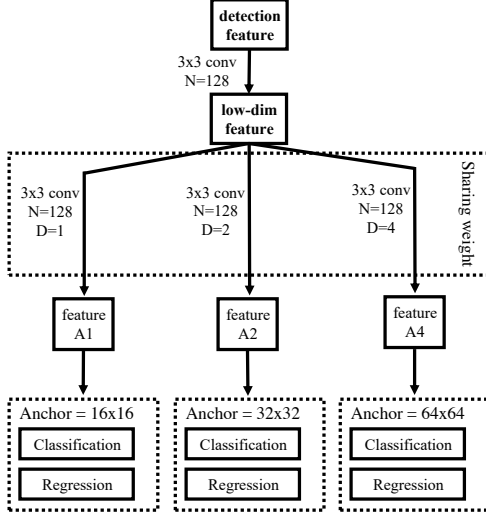 detection
feature
3x3 conv
N=128
low-dim
feature
Sharing weight
3x3 conv
N=128
D=1
3x3 conv
N=128
D=2
3x3 conv
N=128
D=4
feature
A1
feature
A2
feature
A4
Anchor = 16x16
Classification
Regression
Anchor = 32x32
Classification
Regression
Anchor = 64x64
Classification
Regression